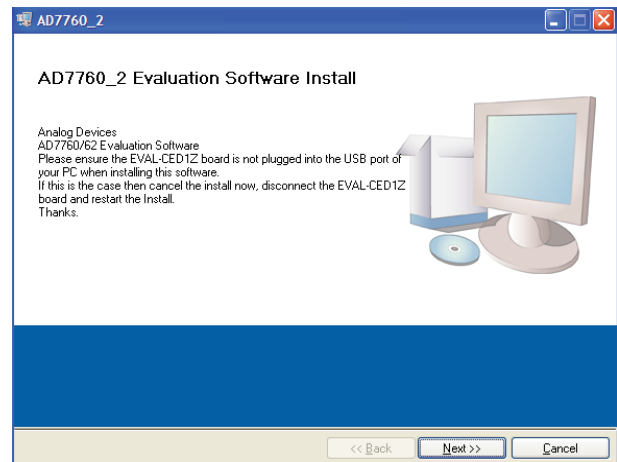 AD7760_2
AD7760_2 Evaluation Software Install
Analog Devices
AD7760/62 Evaluation Software
Please ensure the EVAL-CED1Z board is not plugged into the USB port of
your PC when installing this software.
If this is the case then cancel the install now, disconnect the EVAL-CED1Z
board and restart the Install.
Thanks.
<< Back
Next >>
Cancel